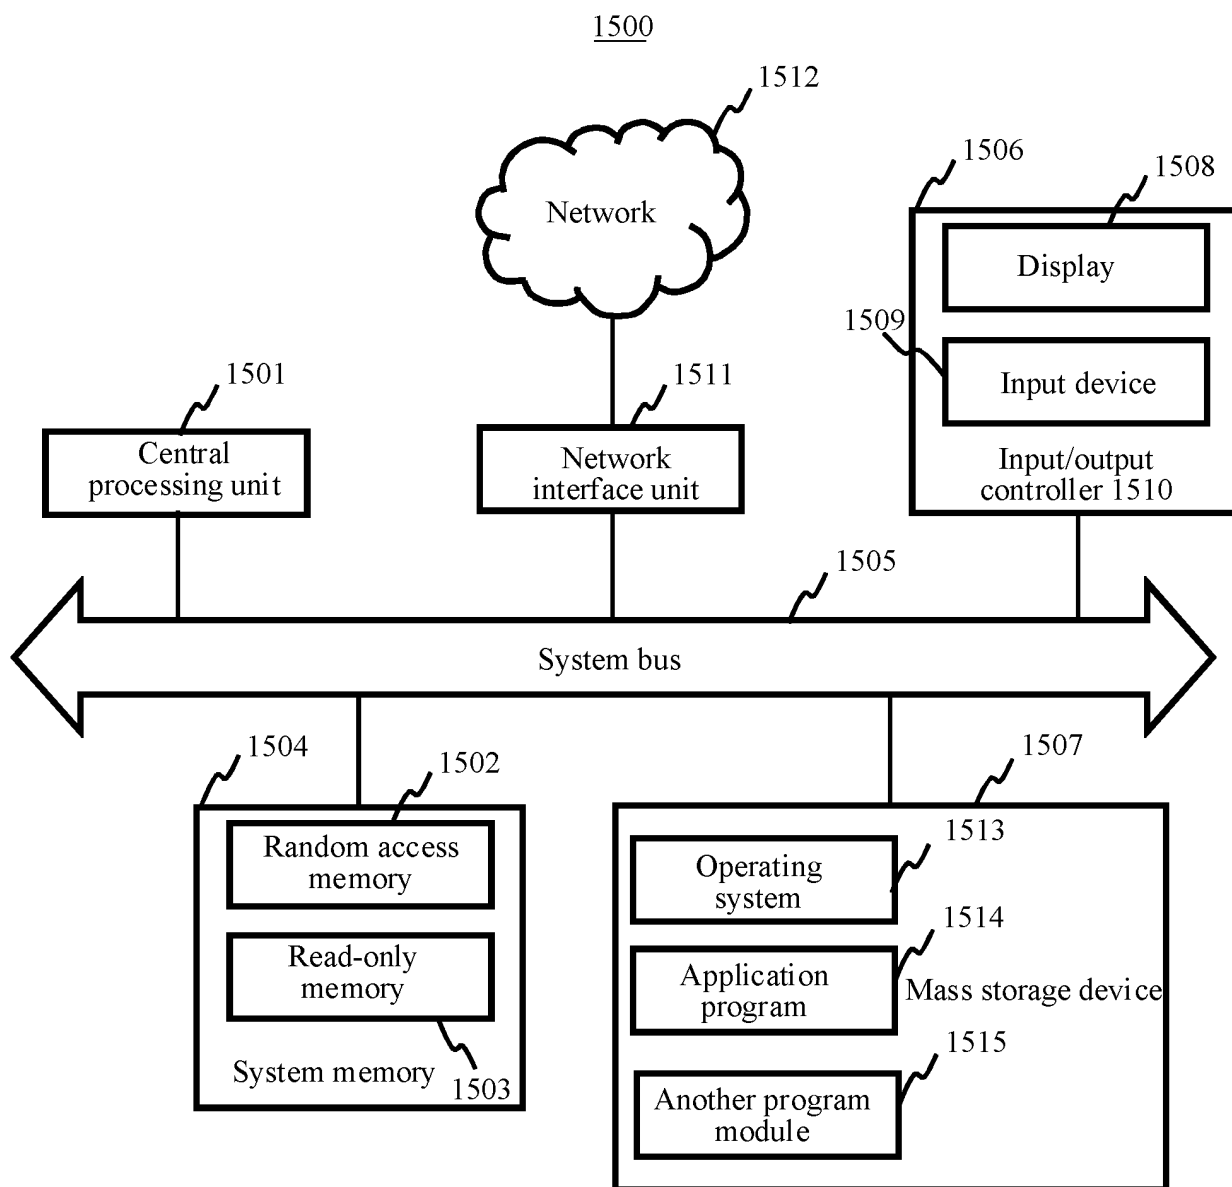 1500
1512
Network
1506
1508
Display
1509
Input device
Input/output
controller 1510
1501
Central
processing unit
1511
Network
interface unit
1505
System bus
1504
1502
Random access
memory
Read-only
memory
System memory
1503
1507
1513
Operating
system
1514
Application
program
Mass storage device
1515
Another program
module